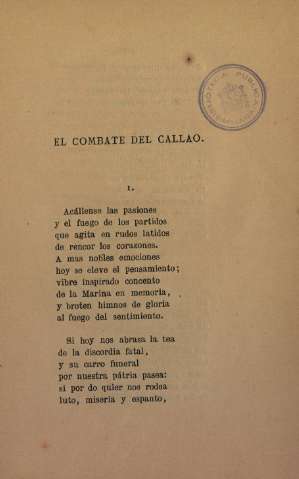 BIBLIOTECA PUBLICA
EL COMBATE DEL CALLAO.
I.
Acállense las pasiones
y el fuego de los partidos
que agita en rudos latidos
de rencor los corazones.
A mas nobles emociones
hoy se eleve el pensamiento;
vibre inspirado concento
de la Marina en memoria,
y broten himnos de gloria
al fuego del sentimiento.
Si hoy nos abrasa la tea
de la discordia fatal,
y su carro funeral
por nuestra pátria pasea:
si por do quier nos rodea
luto, miseria y espanto,